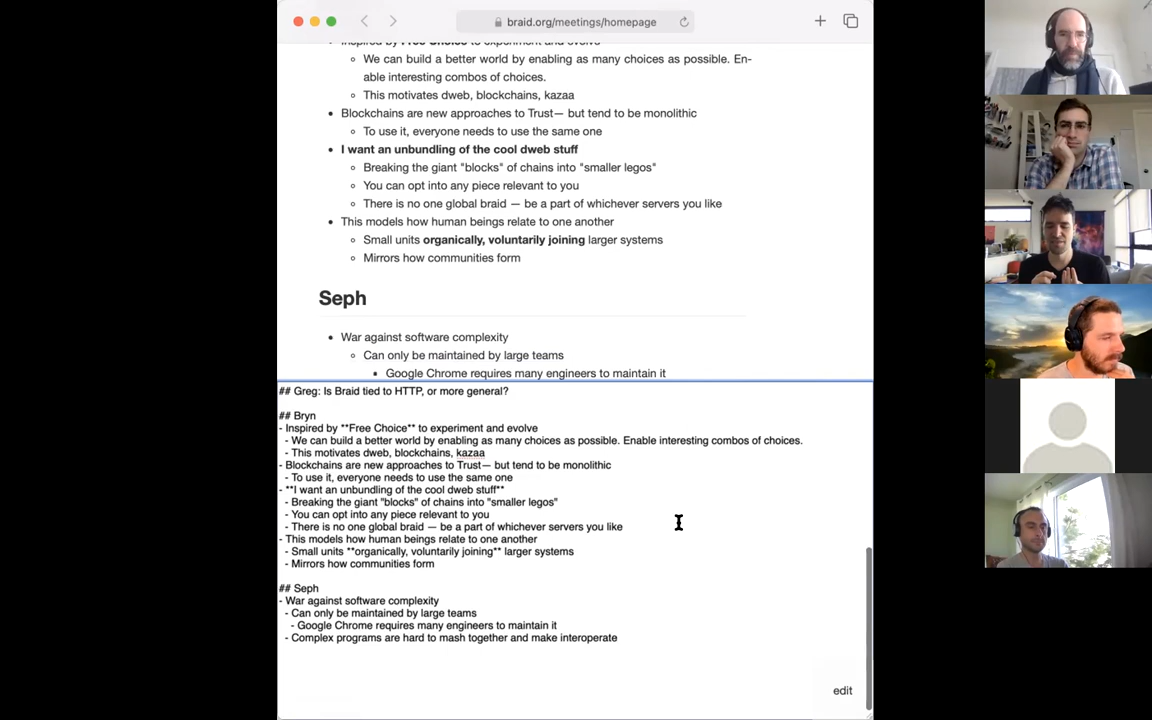 braid.org/meetings/homepage
Inspired by Free Choice to experiment and evolve
◦ We can build a better world by enabling as many choices as possible. En-
able interesting combos of choices.
◦ This motivates dweb, blockchains, kazaa
• Blockchains are new approaches to Trust— but tend to be monolithic
◦ To use it, everyone needs to use the same one
• I want an unbundling of the cool dweb stuff
◦ Breaking the giant "blocks" of chains into "smaller legos"
◦ You can opt into any piece relevant to you
◦ There is no one global braid — be a part of whichever servers you like
• This models how human beings relate to one another
◦ Small units organically, voluntarily joining larger systems
◦ Mirrors how communities form
Seph
• War against software complexity
◦ Can only be maintained by large teams
▪ Google Chrome requires many engineers to maintain it
## Greg: Is Braid tied to HTTP, or more general?
## Bryn
- Inspired by **Free Choice** to experiment and evolve
- We can build a better world by enabling as many choices as possible. Enable interesting combos of choices.
- This motivates dweb, blockchains, kazaa
- Blockchains are new approaches to Trust— but tend to be monolithic
- To use it, everyone needs to use the same one
- **I want an unbundling of the cool dweb stuff**
- Breaking the giant "blocks" of chains into "smaller legos"
- You can opt into any piece relevant to you
- There is no one global braid — be a part of whichever servers you like
- This models how human beings relate to one another
- Small units **organically, voluntarily joining** larger systems
- Mirrors how communities form
## Seph
- War against software complexity
- Can only be maintained by large teams
- Google Chrome requires many engineers to maintain it
- Complex programs are hard to mash together and make interoperate
edit